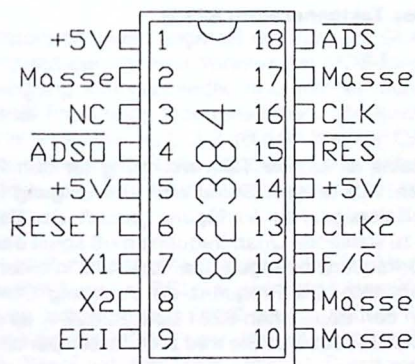 +5V 1 18 ADS
Masse 2 17 Masse
NC 3 16 CLK
ADSO 4 15 RES
+5V 5 14 +5V
RESET 6 13 CLK2
X1 7 12 F/C
X2 8 11 Masse
EFI 9 10 Masse
82384